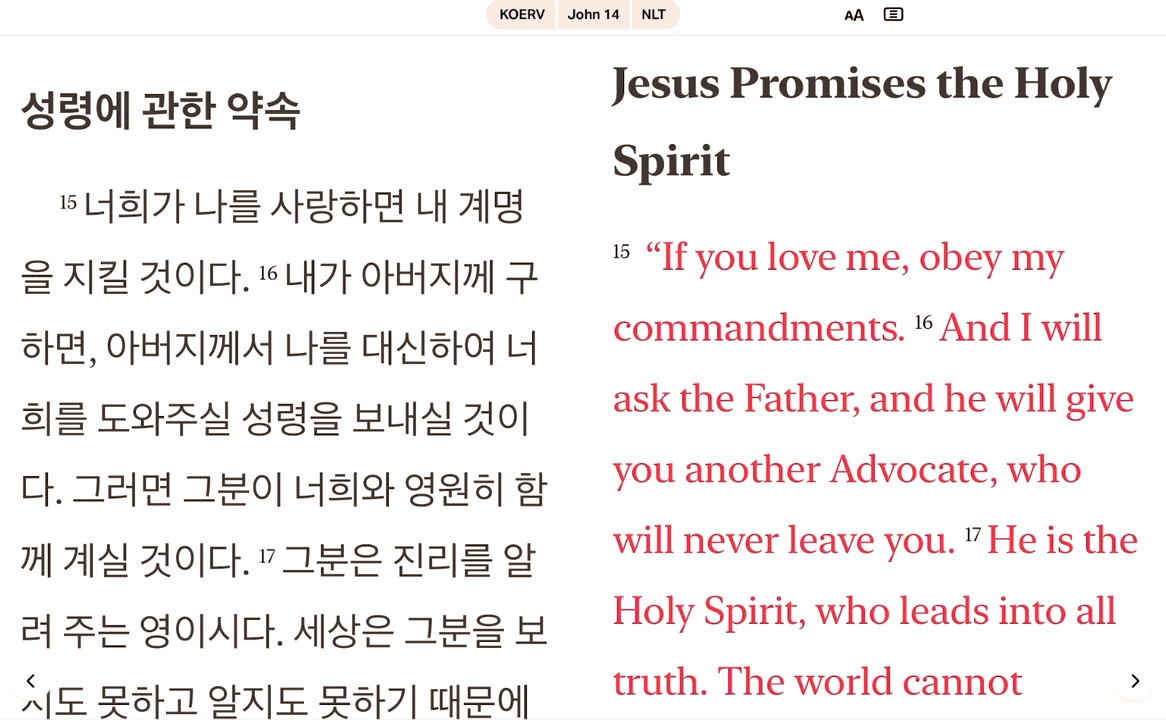 KOERV John 14 NLT AA
성령에 관한 약속
15 너희가 나를 사랑하면 내 계명
을 지킬 것이다. 16 내가 아버지께 구
하면, 아버지께서 나를 대신하여 너
희를 도와주실 성령을 보내실 것이
다. 그러면 그분이 너희와 영원히 함
께 계실 것이다. 17 그분은 진리를 알
려 주는 영이시다. 세상은 그분을 보
지도 못하고 알지도 못하기 때문에
Jesus Promises the Holy
Spirit
15 “If you love me, obey my
commandments. 16 And I will
ask the Father, and he will give
you another Advocate, who
will never leave you. 17 He is the
Holy Spirit, who leads into all
truth. The world cannot